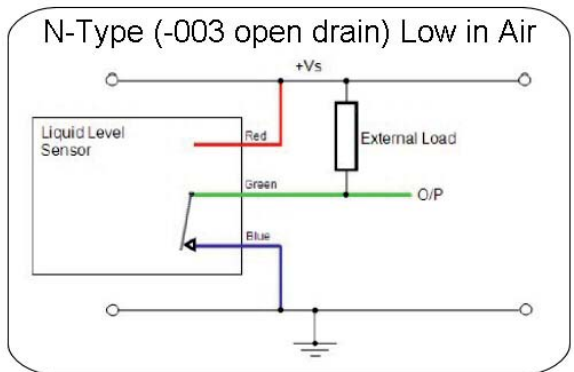 N-Type (-003 open drain) Low in Air
+Vs
Liquid Level
Sensor
Red
External Load
Green
O/P
Blue